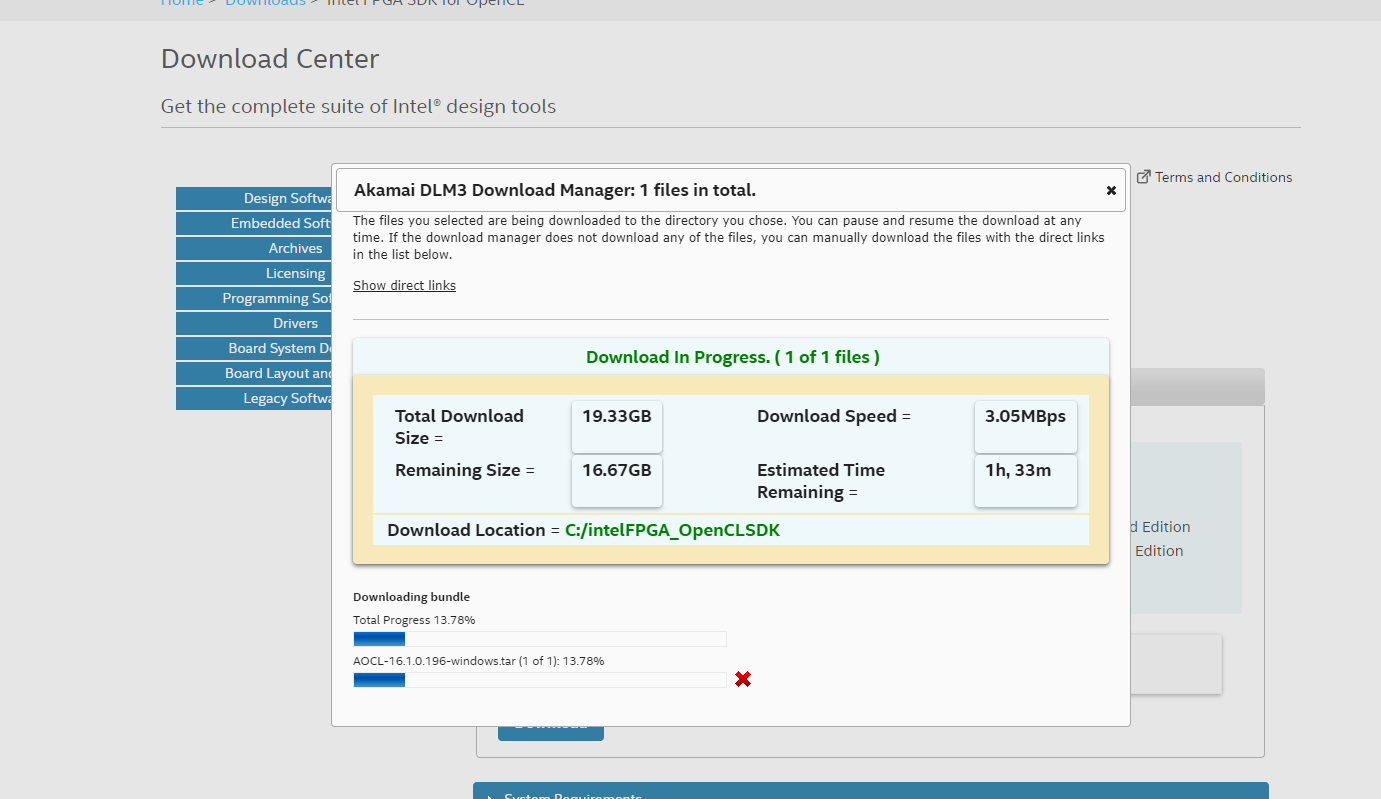 Home > Downloads > Intel FPGA SDK for OpenCL
Download Center
Get the complete suite of Intel® design tools
Terms and Conditions
Design Softwa
Embedded Soft
Archives
Licensing
Programming Sof
Drivers
Board System De
Board Layout and
Legacy Softwa
Akamai DLM3 Download Manager: 1 files in total.
The files you selected are being downloaded to the directory you chose. You can pause and resume the download at any
time. If the download manager does not download any of the files, you can manually download the files with the direct links
in the list below.
Show direct links
Download In Progress. ( 1 of 1 files )
Total Download
Size =
19.33GB
Download Speed =
3.05MBps
Remaining Size =
16.67GB
Estimated Time
Remaining =
1h, 33m
Download Location = C:/intelFPGA_OpenCLSDK
d Edition
Edition
Downloading bundle
Total Progress 13.78%
AOCL-16.1.0.196-windows.tar (1 of 1): 13.78%
System Requirements